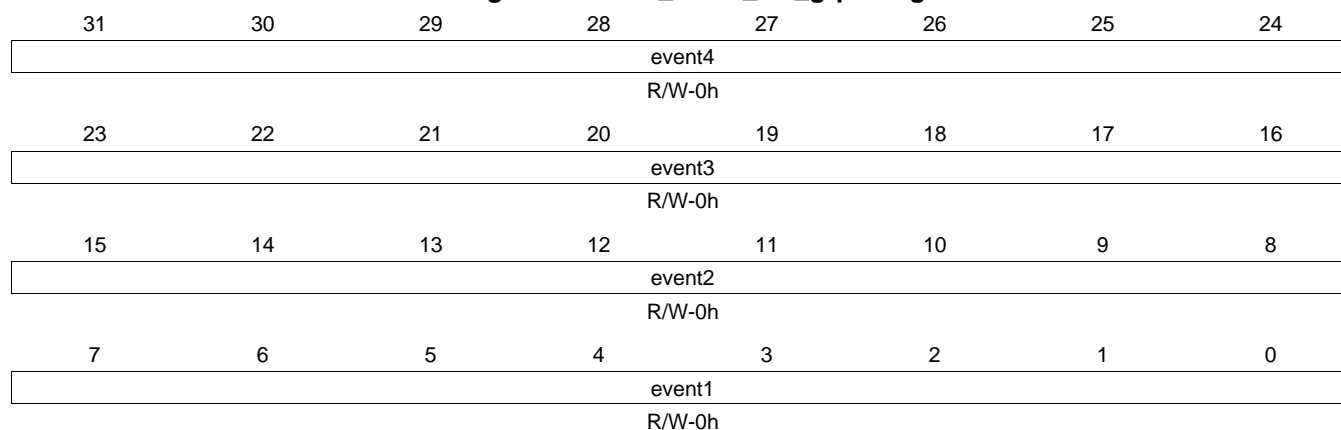 31 30 29 28 27 26 25 24
event4
R/W-0h
23 22 21 20 19 18 17 16
event3
R/W-0h
15 14 13 12 11 10 9 8
event2
R/W-0h
7 6 5 4 3 2 1 0
event1
R/W-0h